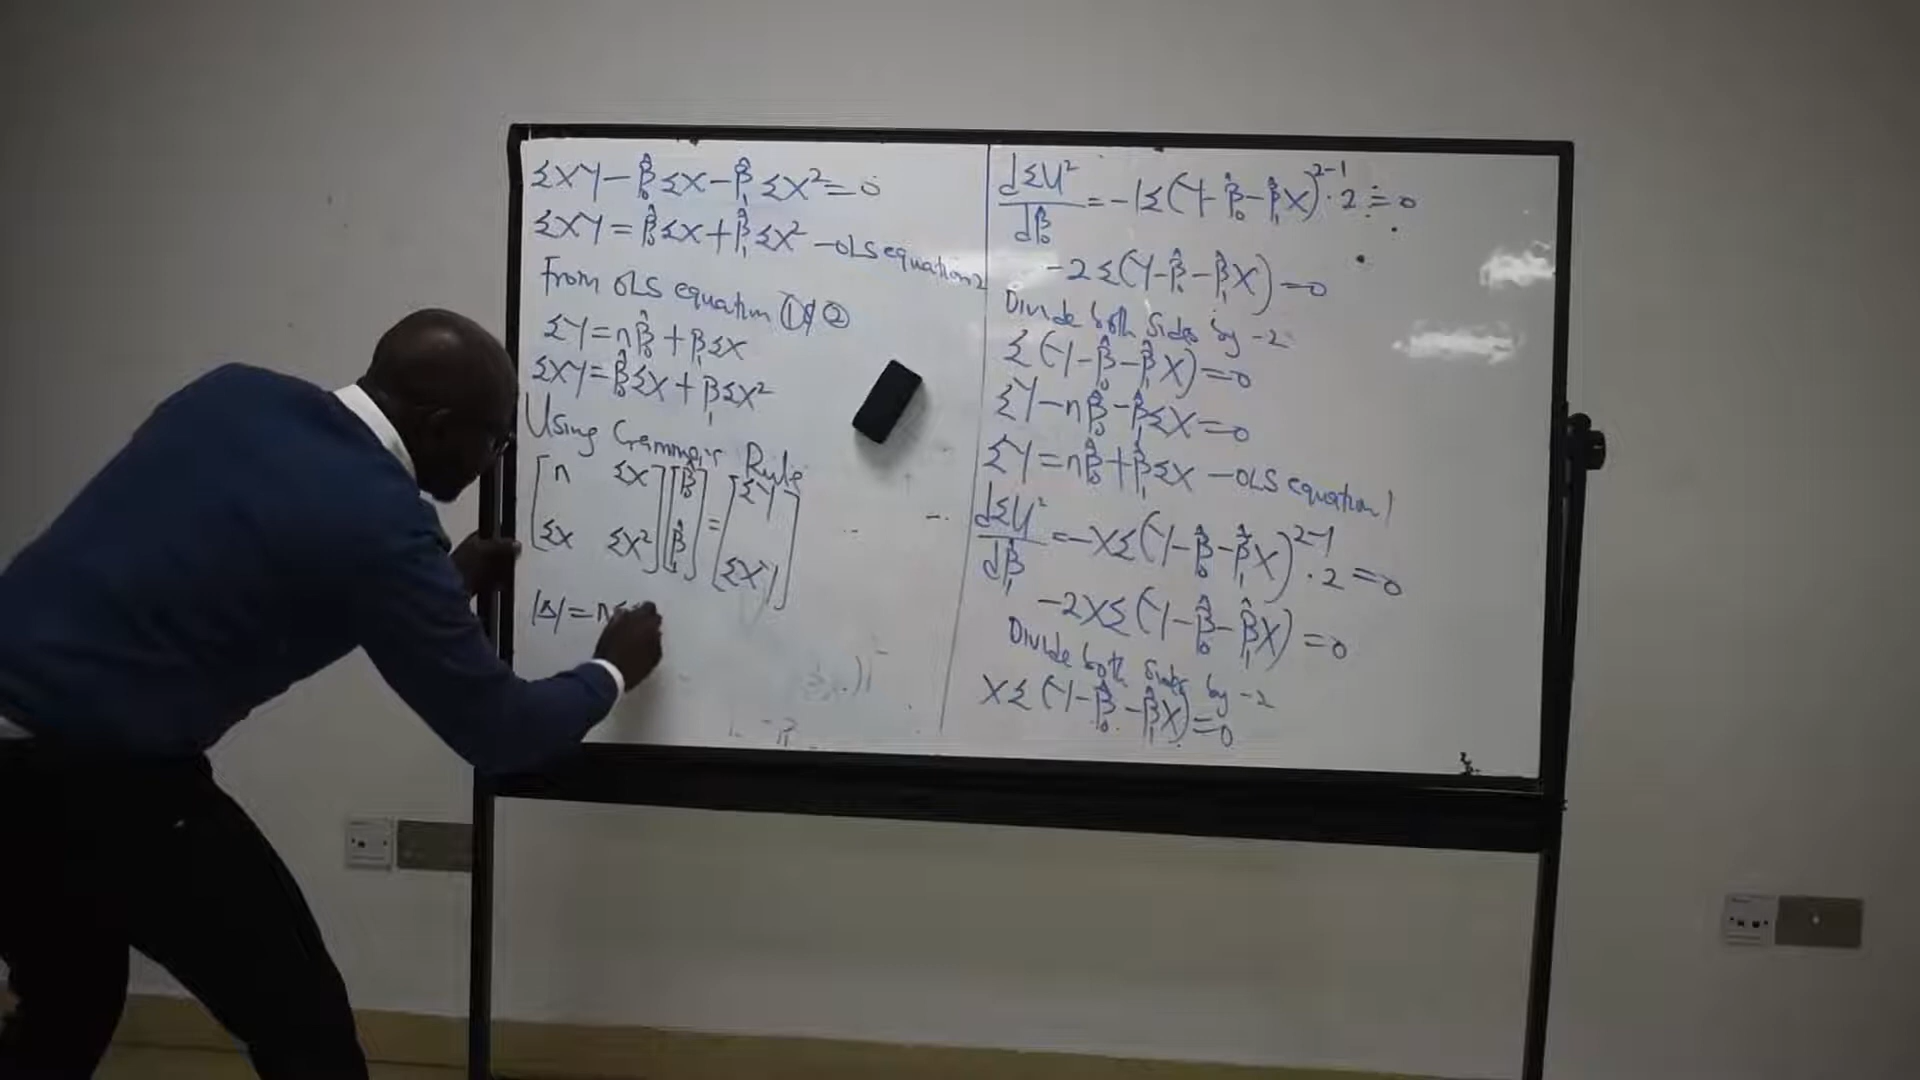 ΣXY-β̂₀ΣX-β̂₁ΣX²=0
ΣXY=β̂₀ΣX+β̂₁ΣX² -OLS equation 2
From OLS equation ① & ②
ΣY=nβ̂₀+β₁ΣX
ΣXY=β̂₀ΣX+β₁ΣX²
Using Crammer's Rule
[n ΣX] [β̂₀] = [ΣY]
[ΣX ΣX²] [β̂₁] [ΣXY]
|Δ|=nΣ
dΣU²/dβ̂₀ = -1Σ(Y-β̂₀-β̂₁X)²⁻¹·2=0
-2Σ(Y-β̂₀-β̂₁X)=0
Divide both sides by -2
Σ(Y-β̂₀-β̂₁X)=0
ΣY-nβ̂₀-β̂₁ΣX=0
ΣY=nβ̂₀+β̂₁ΣX -OLS equation 1
dΣU²/dβ̂₁ = -XΣ(Y-β̂₀-β̂₁X)²⁻¹·2=0
-2XΣ(Y-β̂₀-β̂₁X)=0
Divide both sides by -2
XΣ(Y-β̂₀-β̂₁X)=0